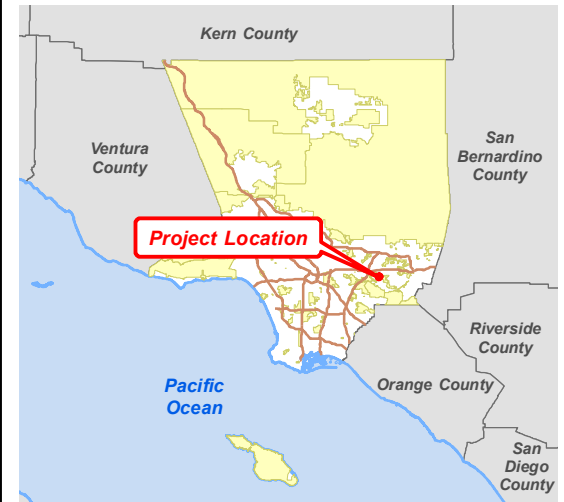 Kern County
Ventura
County
San
Bernardino
County
Project Location
Riverside
County
Pacific
Ocean
Orange County
San
Diego
County